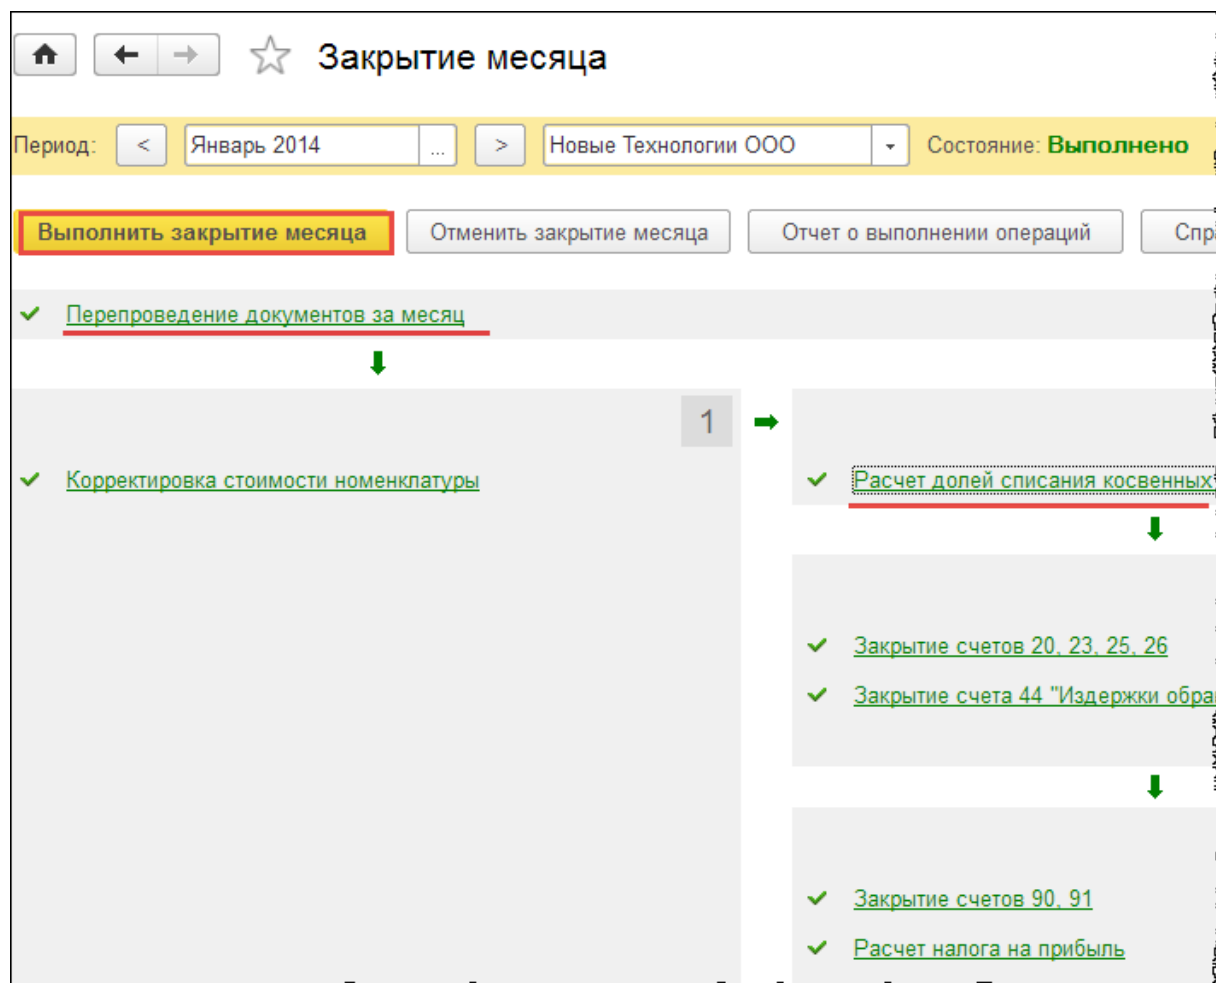 Закрытие месяца
Период: < Январь 2014 ... > Новые Технологии ООО Состояние: Выполнено
Выполнить закрытие месяца Отменить закрытие месяца Отчет о выполнении операций Спр
Перепроведение документов за месяц
1
Корректировка стоимости номенклатуры Расчет долей списания косвенных
Закрытие счетов 20, 23, 25, 26
Закрытие счета 44 "Издержки обра
Закрытие счетов 90, 91
Расчет налога на прибыль